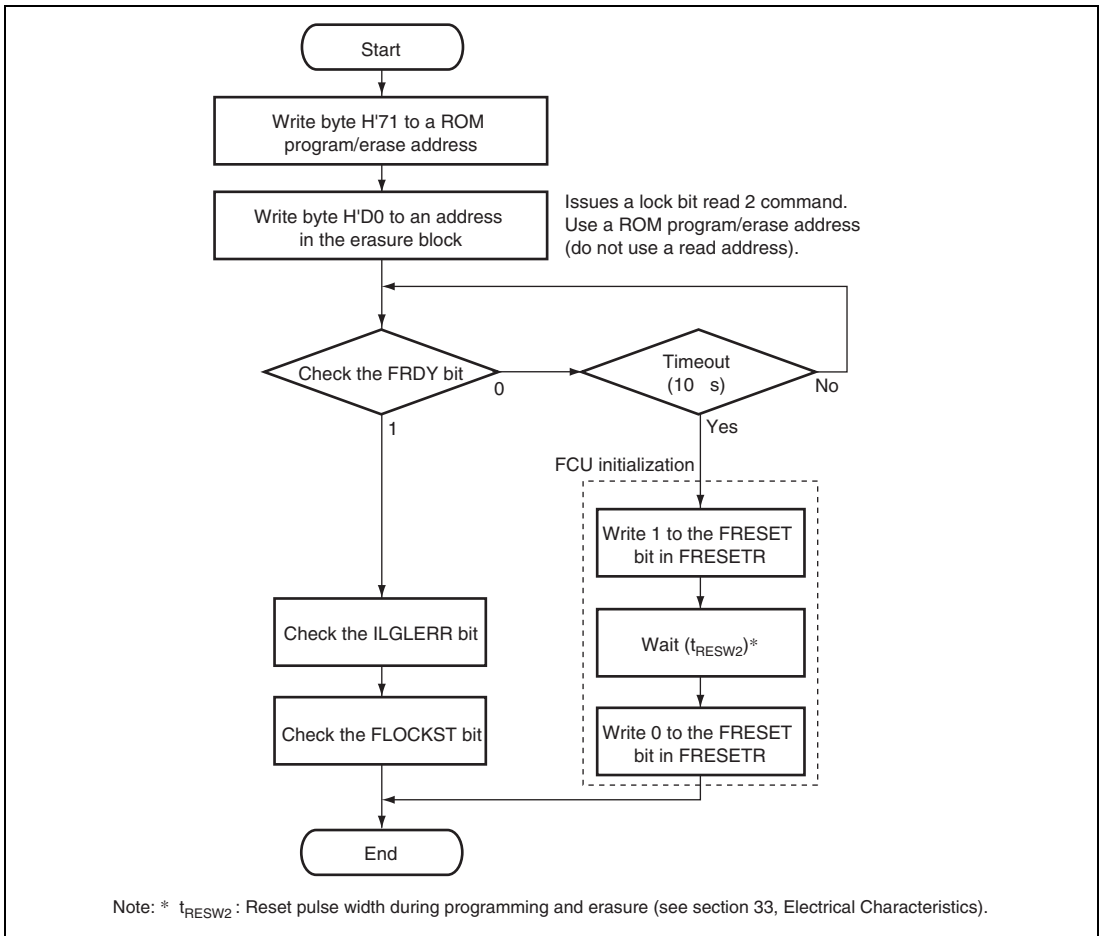 Start
Write byte H'71 to a ROM
program/erase address
Write byte H'D0 to an address
in the erasure block
Issues a lock bit read 2 command.
Use a ROM program/erase address
(do not use a read address).
Check the FRDY bit
0
1
Timeout
(10   s)
No
Yes
FCU initialization
Write 1 to the FRESET
bit in FRESETR
Wait (tRESW2)*
Write 0 to the FRESET
bit in FRESETR
Check the ILGLERR bit
Check the FLOCKST bit
End
Note: * tRESW2 : Reset pulse width during programming and erasure (see section 33, Electrical Characteristics).